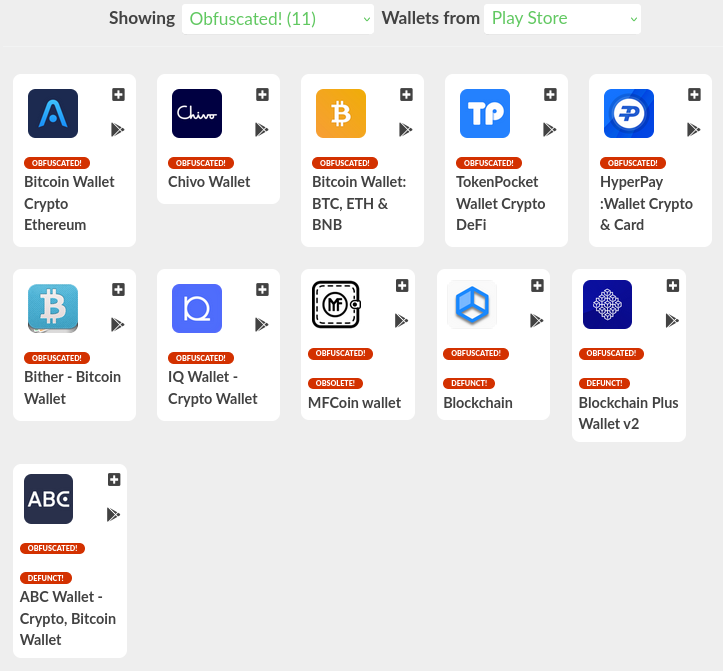 Showing Obfuscated! (11) Wallets from Play Store
OBFUSCATED!
Bitcoin Wallet
Crypto
Ethereum
Chivo
OBFUSCATED!
Chivo Wallet
OBFUSCATED!
Bitcoin Wallet:
BTC, ETH &
BNB
TP
OBFUSCATED!
TokenPocket
Wallet Crypto
DeFi
OBFUSCATED!
HyperPay
:Wallet Crypto
& Card
OBFUSCATED!
Bither - Bitcoin
Wallet
OBFUSCATED!
IQ Wallet -
Crypto Wallet
MF
OBFUSCATED!
OBSOLETE!
MFCoin wallet
OBFUSCATED!
DEFUNCT!
Blockchain
OBFUSCATED!
DEFUNCT!
Blockchain Plus
Wallet v2
ABC
OBFUSCATED!
DEFUNCT!
ABC Wallet -
Crypto, Bitcoin
Wallet